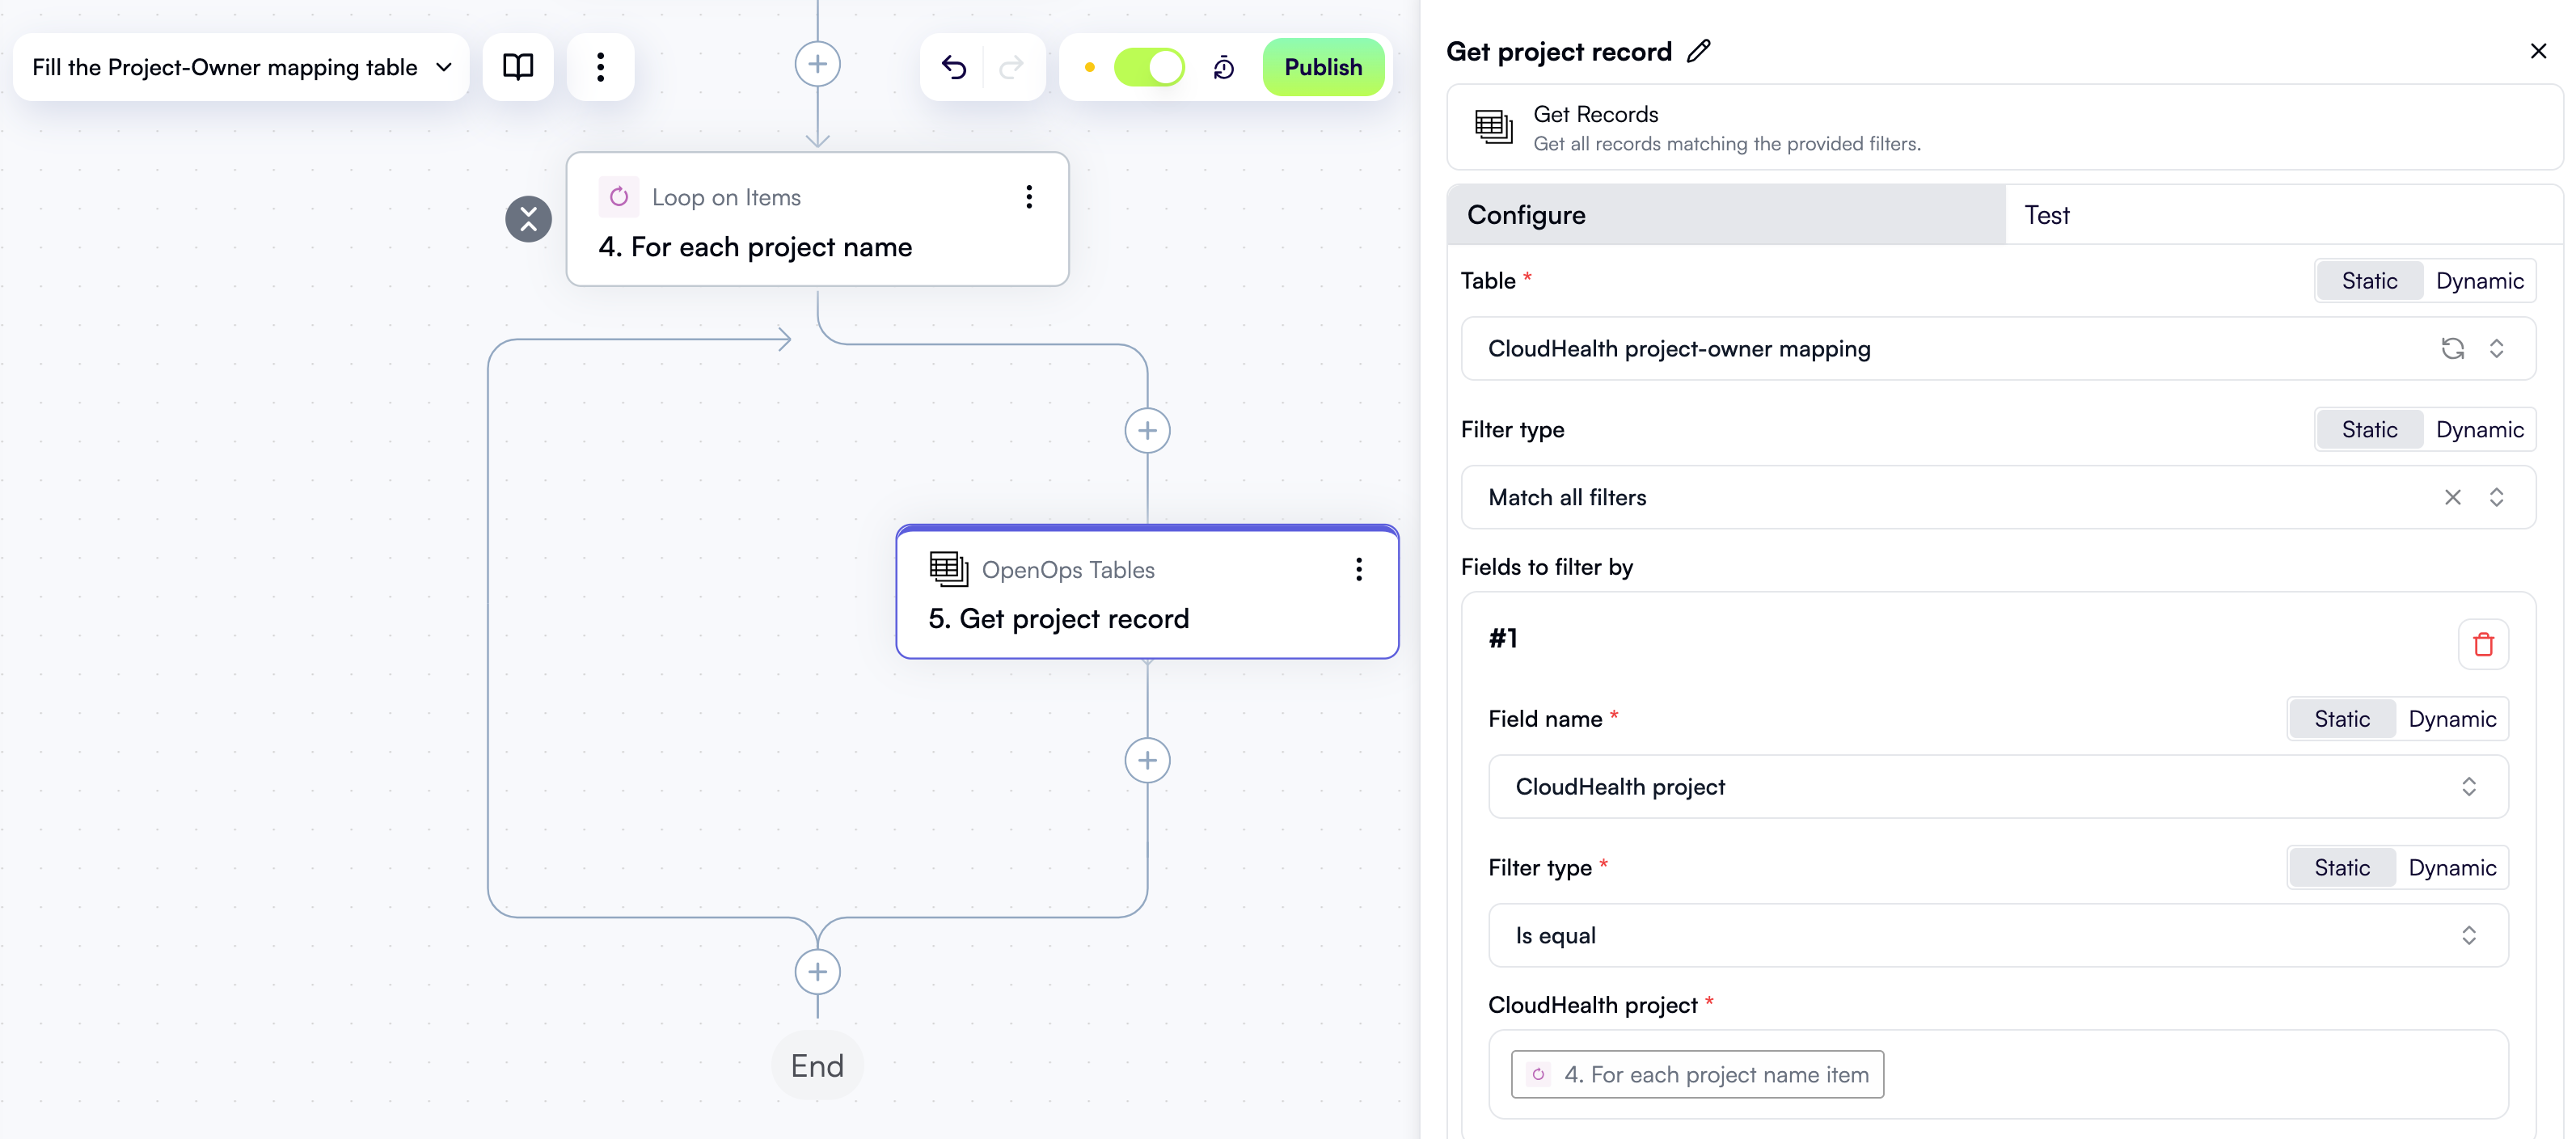 Fill the Project-Owner mapping table
Publish
Loop on Items
4. For each project name
OpenOps Tables
5. Get project record
End
Get project record
Get Records
Get all records matching the provided filters.
Configure
Test
Table *
Static
Dynamic
CloudHealth project-owner mapping
Filter type
Static
Dynamic
Match all filters
Fields to filter by
#1
Field name *
Static
Dynamic
CloudHealth project
Filter type *
Static
Dynamic
Is equal
CloudHealth project *
4. For each project name item